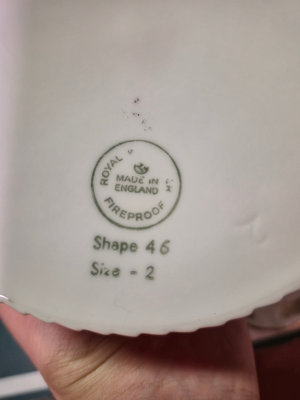 ROYAL
MADE IN
ENGLAND
FIREPROOF
Shape 46
Size - 2